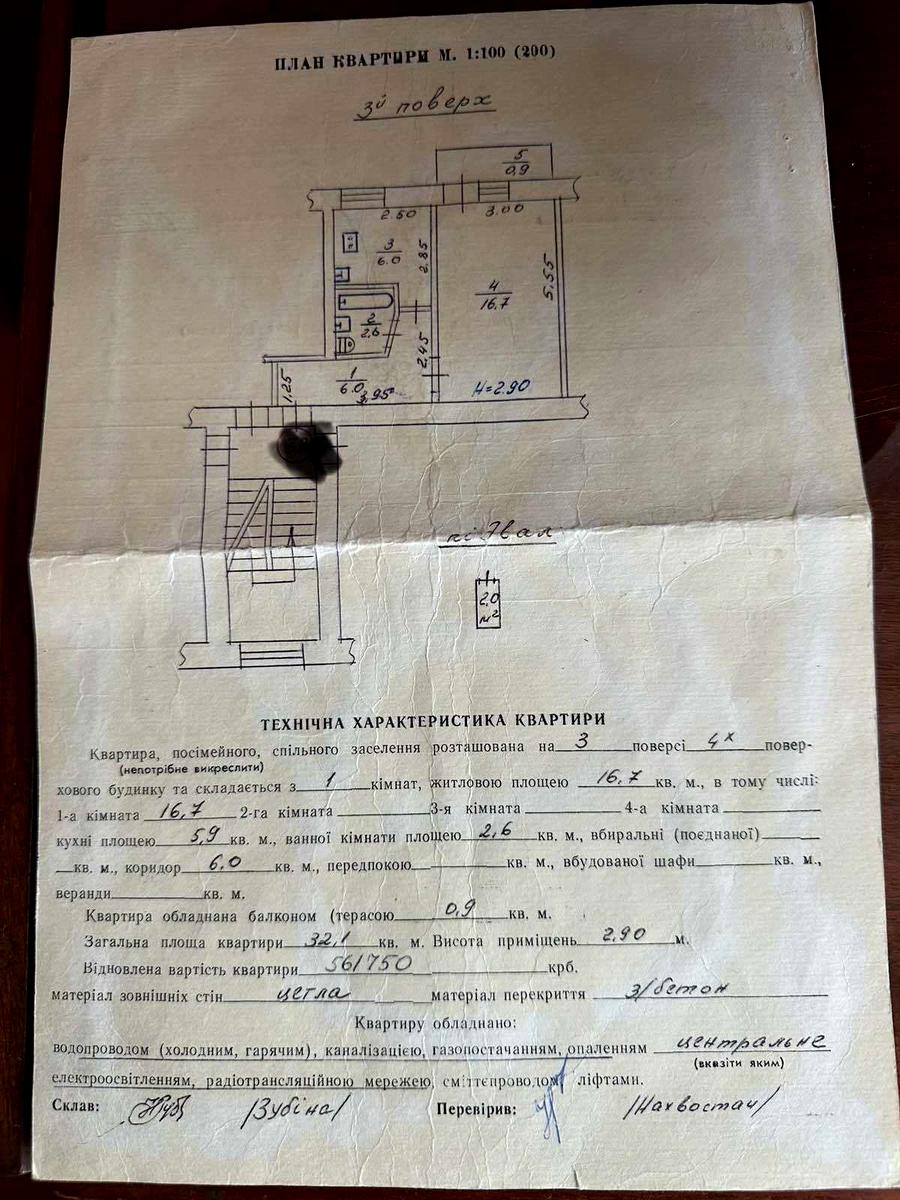 ПЛАН КВАРТИРИ М. 1:100 (200)
3й поверх
5
0.9
2.50
3.00
3
6.0
2.85
4
16.7
5.55
2
2.6
2.45
1
6.0
1.25
3.95
H=2.90
2.0
м²
ТЕХНІЧНА ХАРАКТЕРИСТИКА КВАРТИРИ
Квартира, посімейного, спільного заселення розташована на 3 поверсі 4х повер-
(непотрібне викреслити)
хового будинку та складається з 1 кімнат, житловою площею 16.7 кв. м., в тому числі:
1-а кімната 16,7 2-га кімната 3-я кімната 4-а кімната
кухні площею 5,9 кв. м., ванної кімнати площею 2,6 кв. м., вбиральні (поєднаної)
кв. м., коридор 6.0 кв. м., передпокою кв. м., вбудованої шафи кв. м.,
веранди кв. м.
Квартира обладнана балконом (терасою 0,9 кв. м.
Загальна площа квартири 32,1 кв. м. Висота приміщень 2,90 м.
Відновлена вартість квартири 561750 крб.
матеріал зовнішніх стін цегла матеріал перекриття з/бетон
Квартиру обладнано:
водопроводом (холодним, гарячим), каналізацією, газопостачанням, опаленням центральне
(вказіти яким)
електроосвітленням, радіотрансляційною мережею, сміттєпроводом, ліфтами.
Склав: /Зубіна/ Перевірив: /Нахвостач/